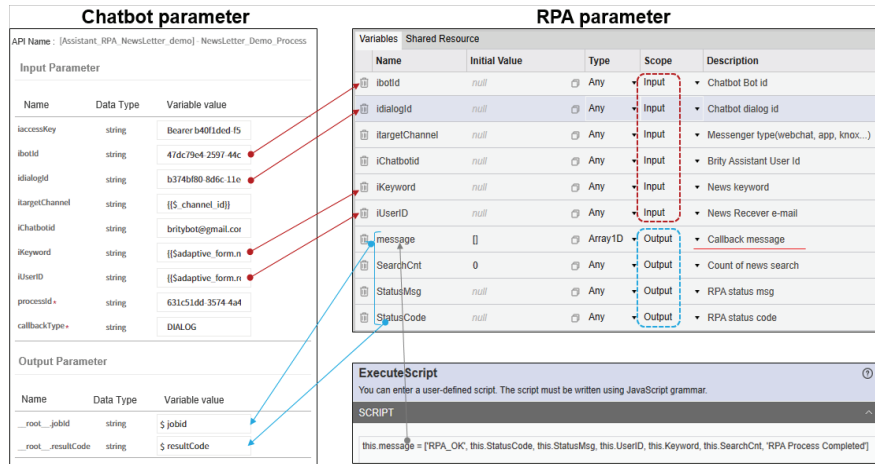 Chatbot parameter
API Name : [Assistant_RPA_NewsLetter_demo] - NewsLetter_Demo_Process
Input Parameter
Name Data Type Variable value
iaccessKey string Bearer b40f1ded-f5
ibotId string 47dc79e4-2597-44c
idialogId string b374bf80-8d6c-11e
itargetChannel string {{$_channel_id}}
iChatbotid string britybot@gmail.cor
iKeyword string {{$adaptive_form.n
iUserID string {{$adaptive_form.r
processId* string 631c51dd-3574-4a4
callbackType* string DIALOG
Output Parameter
Name Data Type Variable value
__root__.jobId string $ jobid
__root__.resultCode string $ resultCode
RPA parameter
Variables Shared Resource
Name Initial Value Type Scope Description
ibotId null Any Input Chatbot Bot id
idialogId null Any Input Chatbot dialog id
itargetChannel null Any Input Messenger type(webchat, app, knox...)
iChatbotid null Any Input Brity Assistant User Id
iKeyword null Any Input News keyword
iUserID null Any Input News Recever e-mail
message [] Array1D Output Callback message
SearchCnt 0 Any Output Count of news search
StatusMsg null Any Output RPA status msg
StatusCode null Any Output RPA status code
ExecuteScript
You can enter a user-defined script. The script must be written using JavaScript grammar.
SCRIPT
this.message = ['RPA_OK', this.StatusCode, this.StatusMsg, this.UserID, this.Keyword, this.SearchCnt, 'RPA Process Completed']